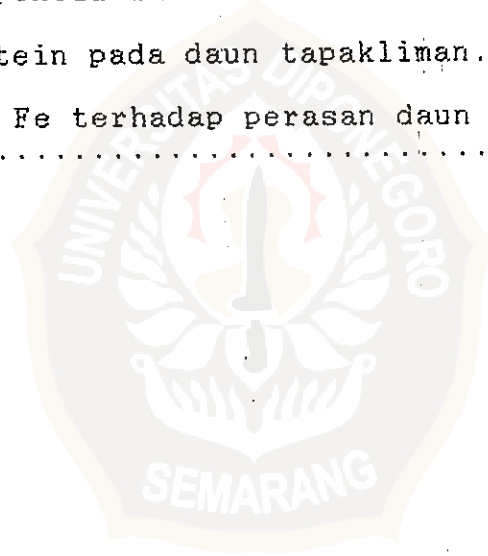 tein pada daun tapakliman.
Fe terhadap perasan daun
............................
UNIVERSITAS DIPONEGORO
SEMARANG